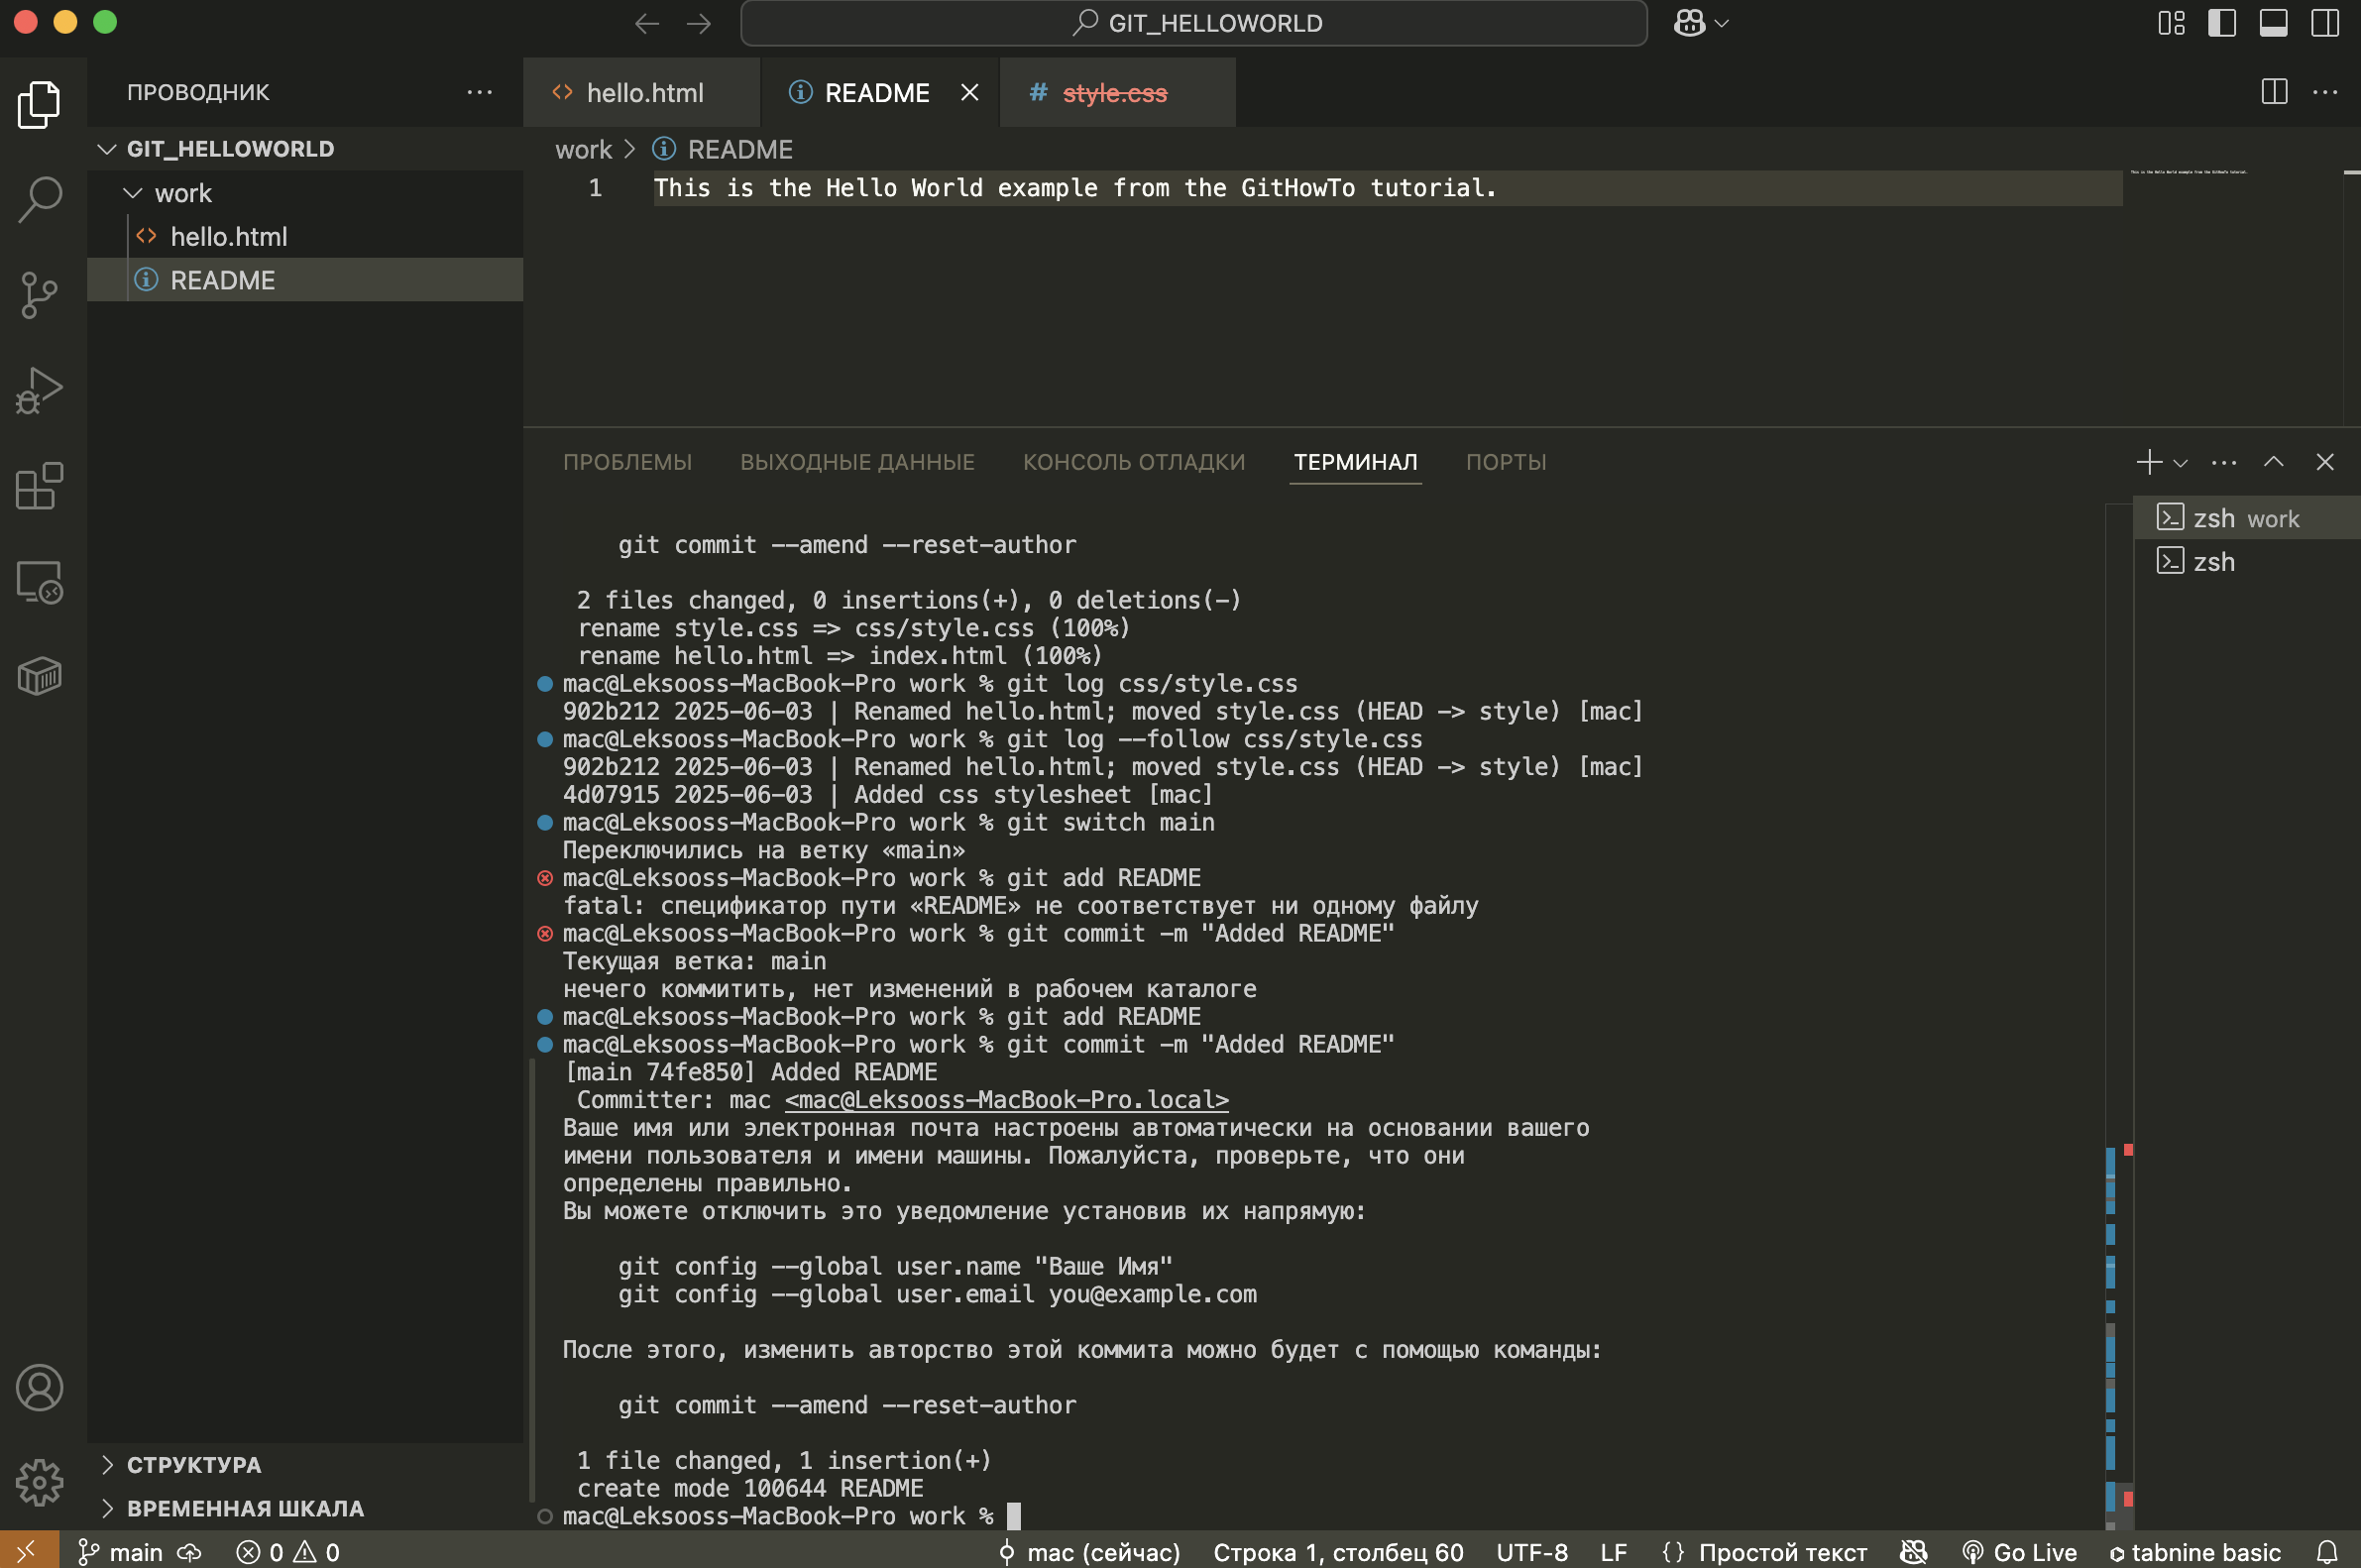 GIT_HELLOWORLD
ПРОВОДНИК
GIT_HELLOWORLD
work
hello.html
README
СТРУКТУРА
ВРЕМЕННАЯ ШКАЛА
hello.html
README
style.css
work > README
1 This is the Hello World example from the GitHowTo tutorial.
This is the Hello World example from the GitHowTo tutorial.
ПРОБЛЕМЫ ВЫХОДНЫЕ ДАННЫЕ КОНСОЛЬ ОТЛАДКИ ТЕРМИНАЛ ПОРТЫ
git commit --amend --reset-author
2 files changed, 0 insertions(+), 0 deletions(-)
rename style.css => css/style.css (100%)
rename hello.html => index.html (100%)
mac@Leksooss-MacBook-Pro work % git log css/style.css
902b212 2025-06-03 | Renamed hello.html; moved style.css (HEAD -> style) [mac]
mac@Leksooss-MacBook-Pro work % git log --follow css/style.css
902b212 2025-06-03 | Renamed hello.html; moved style.css (HEAD -> style) [mac]
4d07915 2025-06-03 | Added css stylesheet [mac]
mac@Leksooss-MacBook-Pro work % git switch main
Переключились на ветку «main»
mac@Leksooss-MacBook-Pro work % git add README
fatal: спецификатор пути «README» не соответствует ни одному файлу
mac@Leksooss-MacBook-Pro work % git commit -m "Added README"
Текущая ветка: main
нечего коммитить, нет изменений в рабочем каталоге
mac@Leksooss-MacBook-Pro work % git add README
mac@Leksooss-MacBook-Pro work % git commit -m "Added README"
[main 74fe850] Added README
Committer: mac <mac@Leksooss-MacBook-Pro.local>
Ваше имя или электронная почта настроены автоматически на основании вашего
имени пользователя и имени машины. Пожалуйста, проверьте, что они
определены правильно.
Вы можете отключить это уведомление установив их напрямую:
git config --global user.name "Ваше Имя"
git config --global user.email you@example.com
После этого, изменить авторство этой коммита можно будет с помощью команды:
git commit --amend --reset-author
1 file changed, 1 insertion(+)
create mode 100644 README
mac@Leksooss-MacBook-Pro work %
zsh work
zsh
main 0 0 mac (сейчас) Строка 1, столбец 60 UTF-8 LF {} Простой текст Go Live tabnine basic